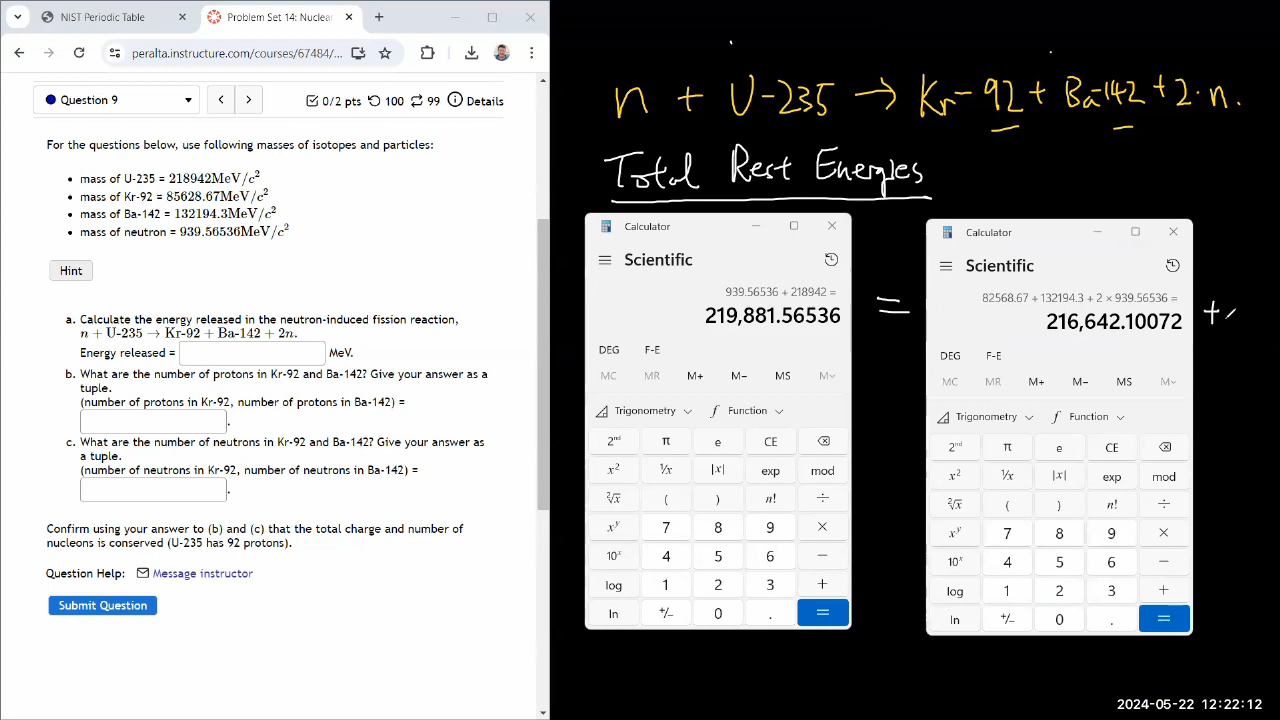 NIST Periodic Table
Problem Set 14: Nuclear
peralta.instructure.com/courses/67484/...
Question 9
0/2 pts 100 99 Details
For the questions below, use following masses of isotopes and particles:
• mass of U-235 = 218942MeV/c²
• mass of Kr-92 = 85628.67MeV/c²
• mass of Ba-142 = 132194.3MeV/c²
• mass of neutron = 939.56536MeV/c²
Hint
a. Calculate the energy released in the neutron-induced fission reaction,
n + U-235 → Kr-92 + Ba-142 + 2n.
Energy released = MeV.
b. What are the number of protons in Kr-92 and Ba-142? Give your answer as a
tuple.
(number of protons in Kr-92, number of protons in Ba-142) =
.
c. What are the number of neutrons in Kr-92 and Ba-142? Give your answer as
a tuple.
(number of neutrons in Kr-92, number of neutrons in Ba-142) =
.
Confirm using your answer to (b) and (c) that the total charge and number of
nucleons is conserved (U-235 has 92 protons).
Question Help: Message instructor
Submit Question
n + U-235 → Kr-92 + Ba-142 + 2·n.
Total Rest Energies
Calculator
Scientific
939.56536 + 218942 =
219,881.56536
DEG F-E
MC MR M+ M− MS M˅
Trigonometry Function
2ⁿᵈ π e CE
x² ¹/x |x| exp mod
²√x ( ) n! ÷
xʸ 7 8 9 ×
10ˣ 4 5 6 −
log 1 2 3 +
ln +/− 0 . =
=
Calculator
Scientific
82568.67 + 132194.3 + 2 × 939.56536 =
216,642.10072
DEG F-E
MC MR M+ M− MS M˅
Trigonometry Function
2ⁿᵈ π e CE
x² ¹/x |x| exp mod
²√x ( ) n! ÷
xʸ 7 8 9 ×
10ˣ 4 5 6 −
log 1 2 3 +
ln +/− 0 . =
+
2024-05-22 12:22:12